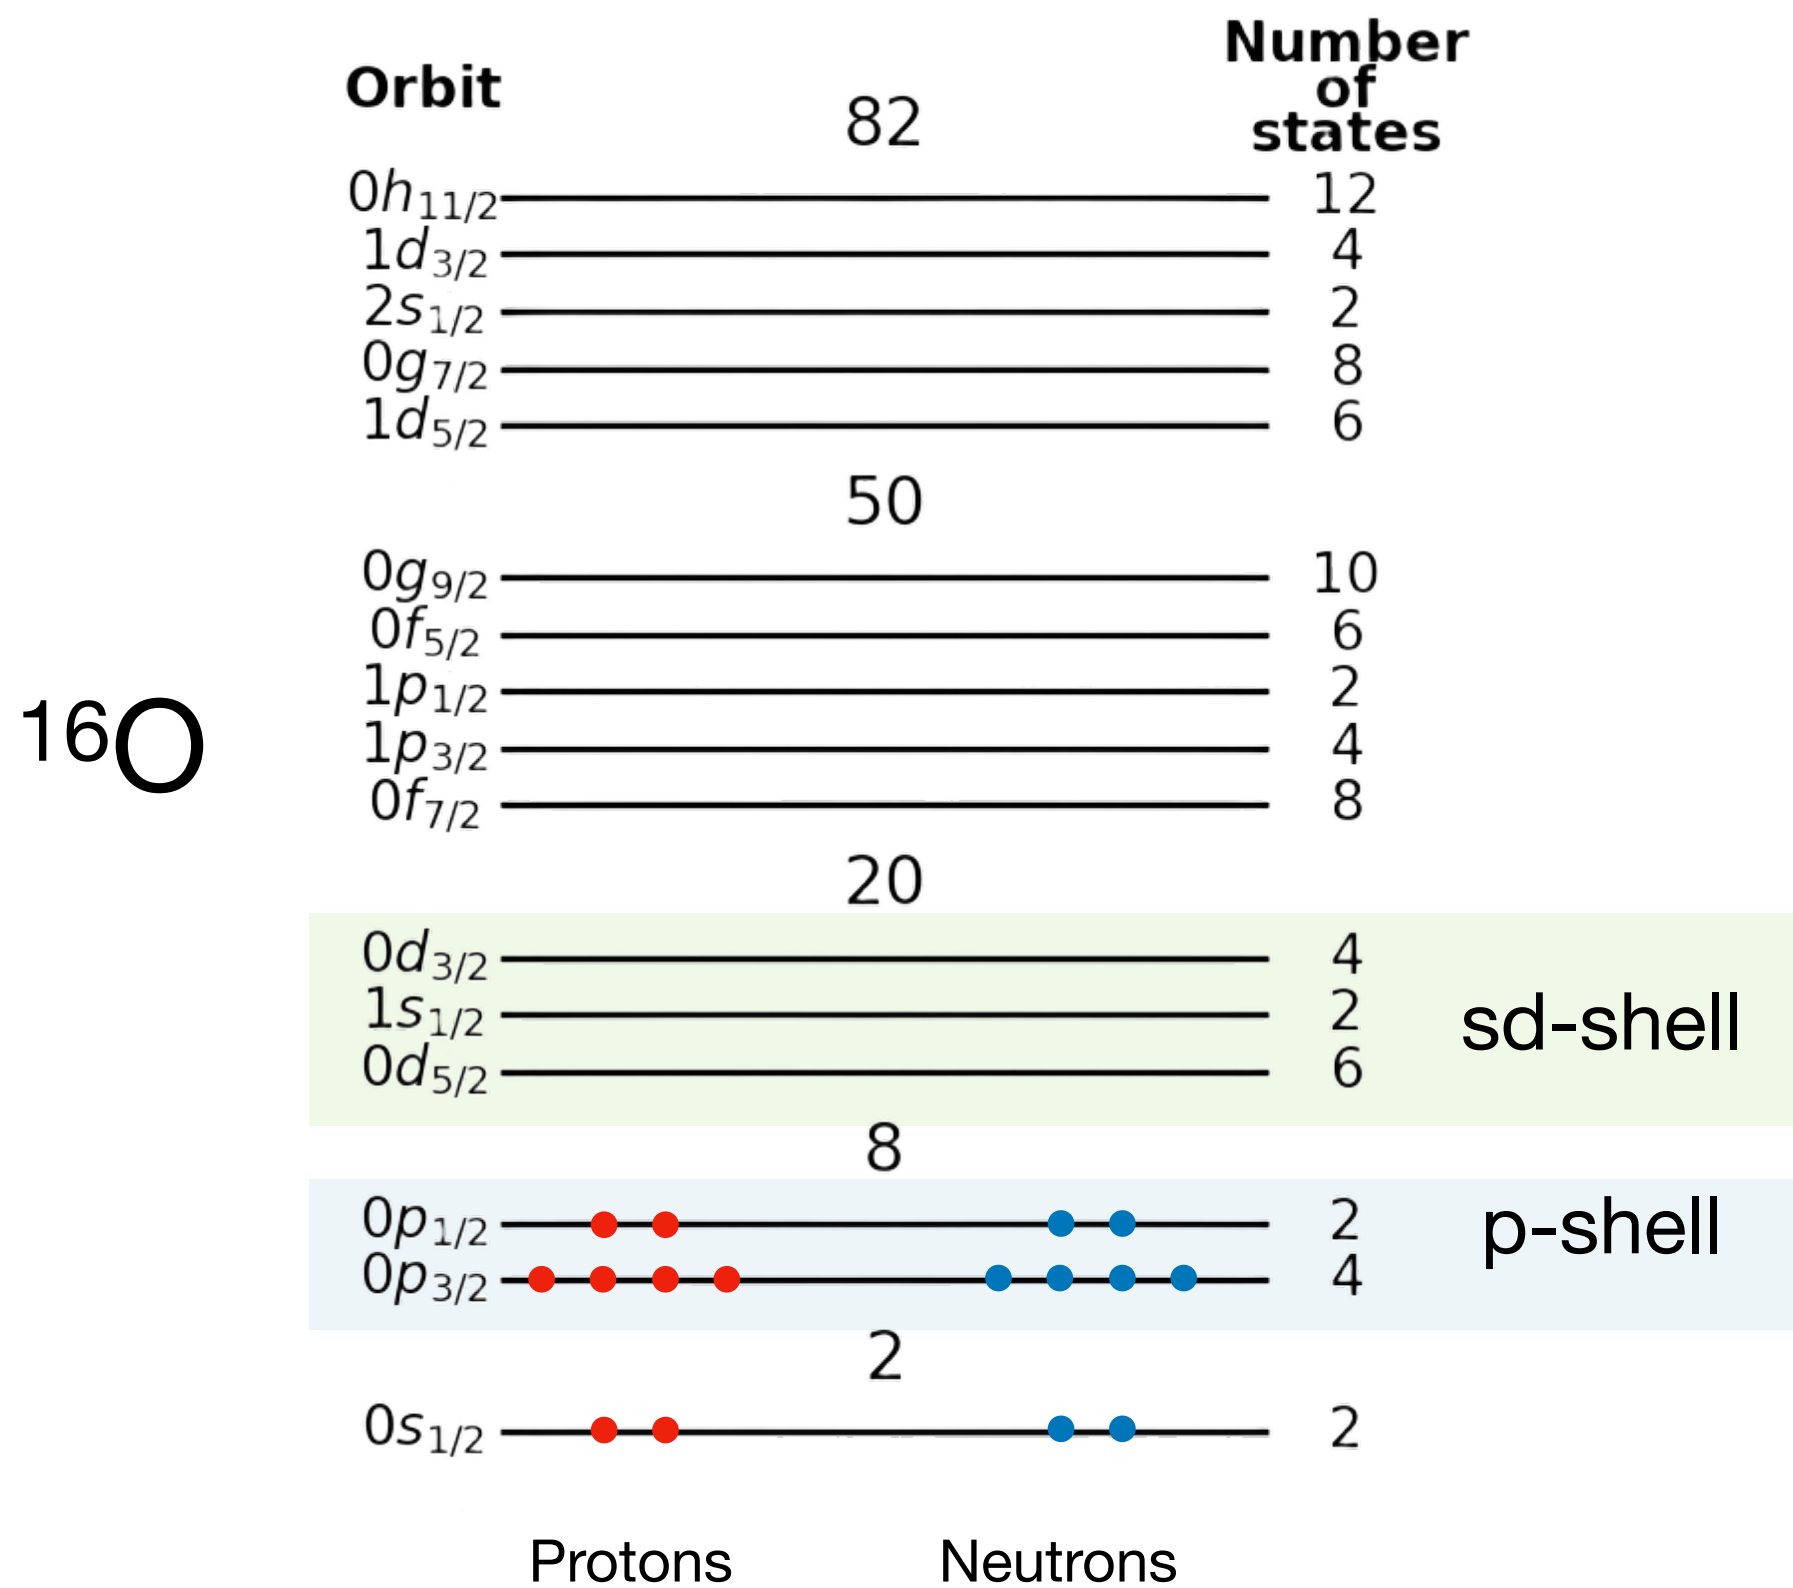 Orbit
Number
of
states
82
0h11/2 12
1d3/2 4
2s1/2 2
0g7/2 8
1d5/2 6
50
0g9/2 10
0f5/2 6
1p1/2 2
1p3/2 4
0f7/2 8
16O
20
0d3/2 4
1s1/2 2
0d5/2 6
sd-shell
8
0p1/2 2
0p3/2 4
p-shell
2
0s1/2 2
Protons Neutrons